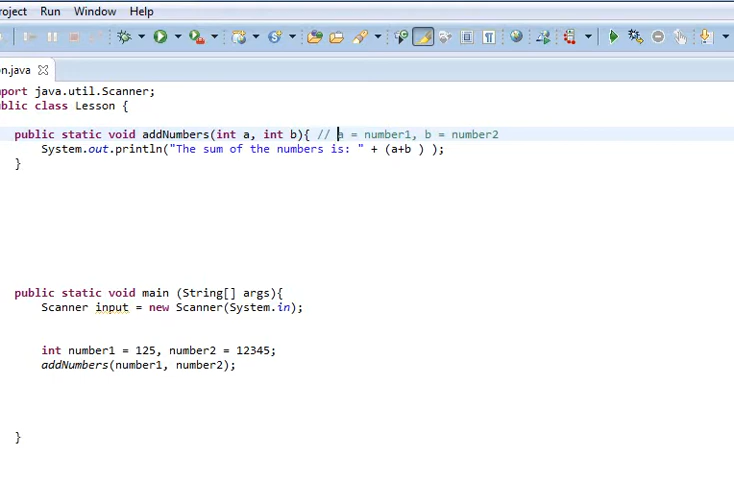 roject Run Window Help
n.java
port java.util.Scanner;
blic class Lesson {
public static void addNumbers(int a, int b){ // a = number1, b = number2
System.out.println("The sum of the numbers is: " + (a+b ) );
}
public static void main (String[] args){
Scanner input = new Scanner(System.in);
int number1 = 125, number2 = 12345;
addNumbers(number1, number2);
}